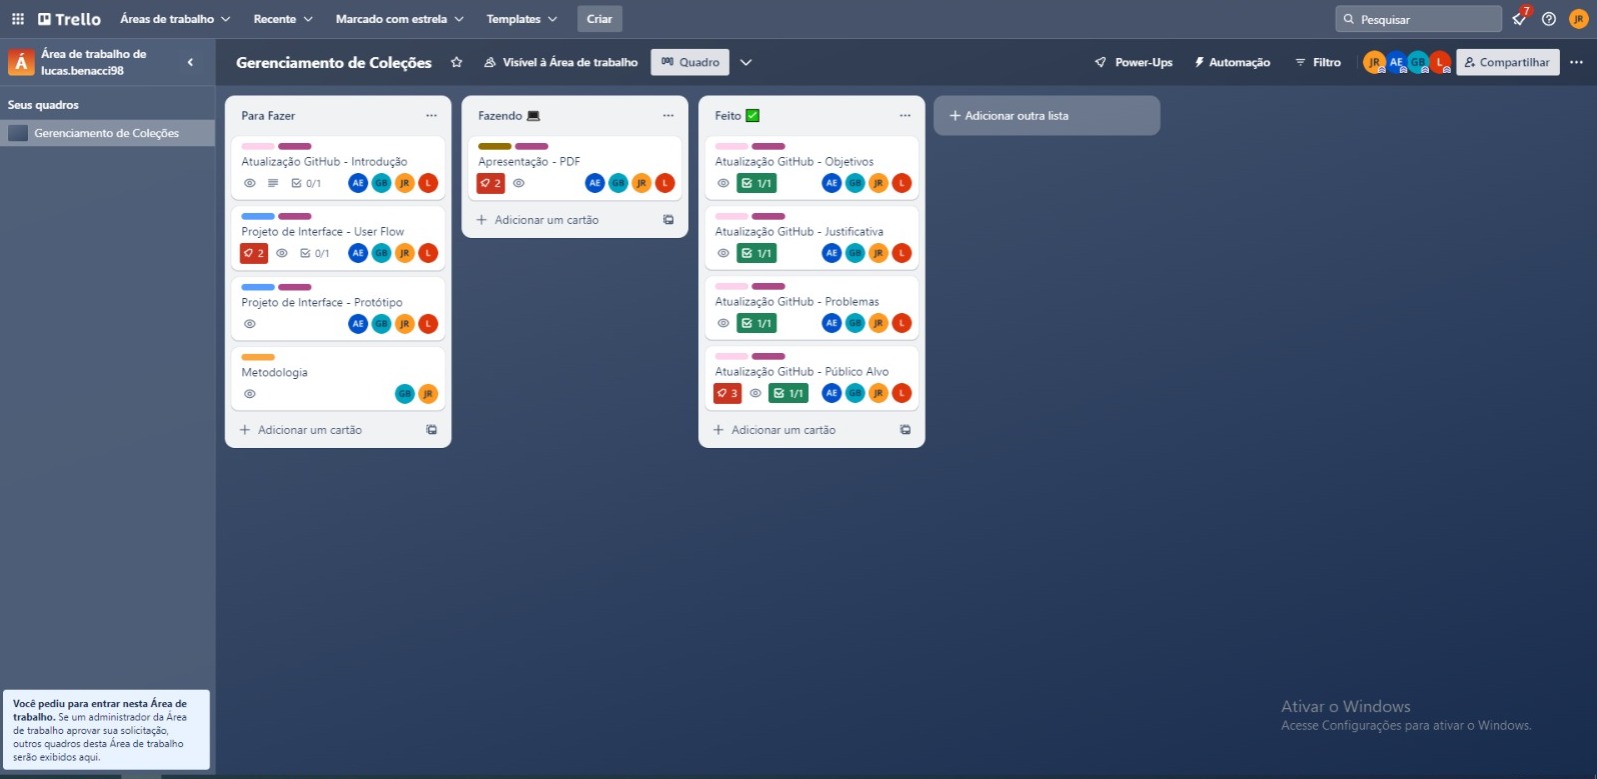 Trello
Áreas de trabalho
Recente
Marcado com estrela
Templates
Criar
Pesquisar
7
JR
Á
Área de trabalho de
lucas.benacci98
Gerenciamento de Coleções
Visível à Área de trabalho
Quadro
Power-Ups
Automação
Filtro
JR AE GB L
Compartilhar
Seus quadros
Gerenciamento de Coleções
Para Fazer
Atualização GitHub - Introdução
0/1
AE GB JR L
Projeto de Interface - User Flow
2
0/1
AE GB JR L
Projeto de Interface - Protótipo
AE GB JR L
Metodologia
GB JR
Adicionar um cartão
Fazendo
Apresentação - PDF
2
AE GB JR L
Adicionar um cartão
Feito
Atualização GitHub - Objetivos
1/1
AE GB JR L
Atualização GitHub - Justificativa
1/1
AE GB JR L
Atualização GitHub - Problemas
1/1
AE GB JR L
Atualização GitHub - Público Alvo
3
1/1
AE GB JR L
Adicionar um cartão
Adicionar outra lista
Você pediu para entrar nesta Área de
trabalho. Se um administrador da Área
de trabalho aprovar sua solicitação,
outros quadros desta Área de trabalho
serão exibidos aqui.
Ativar o Windows
Acesse Configurações para ativar o Windows.